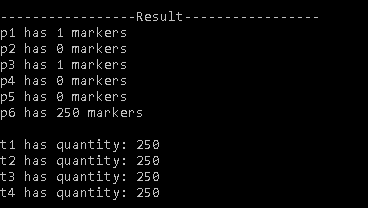 -----------------Result-----------------
p1 has 1 markers
p2 has 0 markers
p3 has 1 markers
p4 has 0 markers
p5 has 0 markers
p6 has 250 markers
t1 has quantity: 250
t2 has quantity: 250
t3 has quantity: 250
t4 has quantity: 250